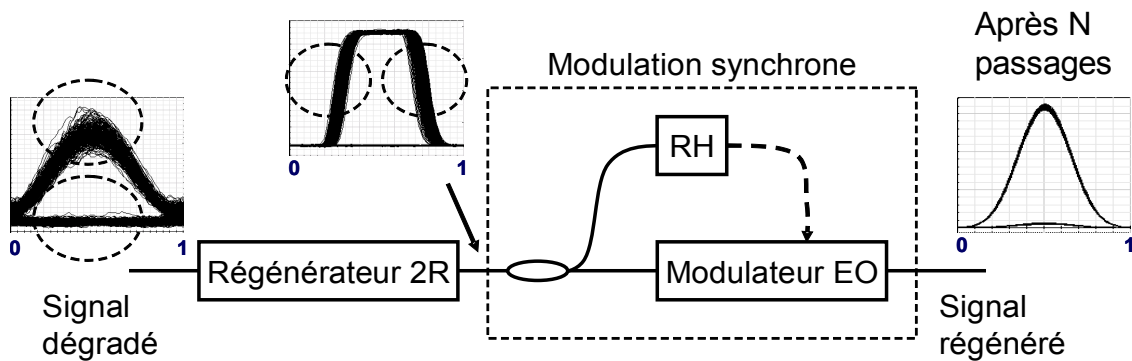 Après N
passages
Modulation synchrone
0 1
RH
0 1
0 1
Régénérateur 2R
Modulateur EO
Signal
dégradé
Signal
régénéré